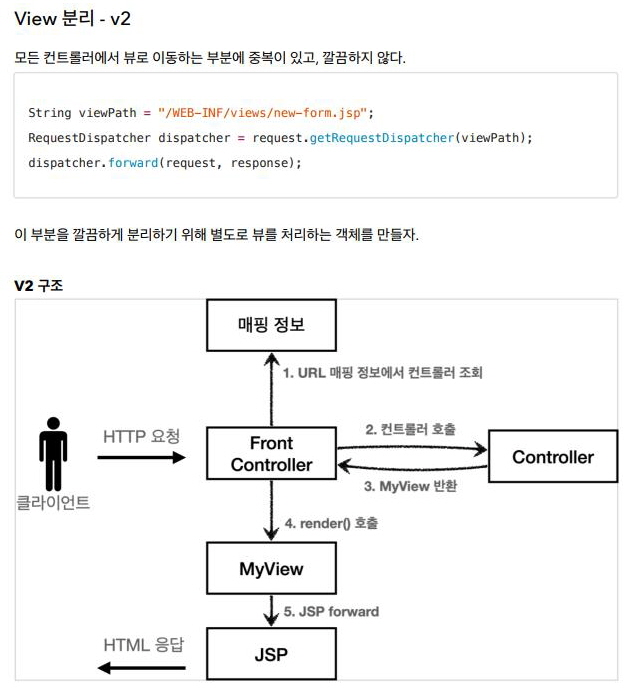 View 분리 - v2
모든 컨트롤러에서 뷰로 이동하는 부분에 중복이 있고, 깔끔하지 않다.
String viewPath = "/WEB-INF/views/new-form.jsp";
RequestDispatcher dispatcher = request.getRequestDispatcher(viewPath);
dispatcher.forward(request, response);
이 부분을 깔끔하게 분리하기 위해 별도로 뷰를 처리하는 객체를 만들자.
V2 구조
매핑 정보
1. URL 매핑 정보에서 컨트롤러 조회
HTTP 요청
클라이언트
Front
Controller
2. 컨트롤러 호출
3. MyView 반환
Controller
4. render() 호출
MyView
5. JSP forward
HTML 응답
JSP